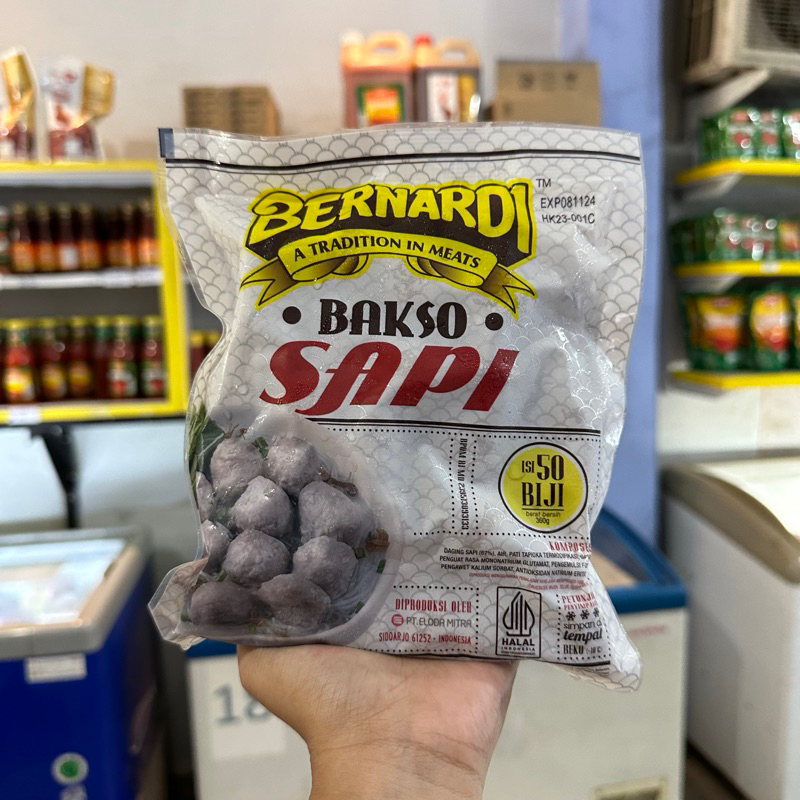 BERNARDI
TM
A TRADITION IN MEATS
EXP081124
HK23-001C
• BAKSO •
SAPI
ISI 50
BIJI
berat bersih
360g
KOMPOSISI
DAGING SAPI (67%), AIR, PATI TAPIOKA TERMODIFIKASI,
PENGUAT RASA MONONATRIUM GLUTAMAT, PENGEMULSI
PENGAWET KALIUM SORBAT, ANTIOKSIDAN NATRIUM
DIPRODUKSI OLEH
PT. ELODA MITRA
SIDOARJO 61252 - INDONESIA
HALAL
INDONESIA
PETUNJU
simpan d
tempat
BEKU
18